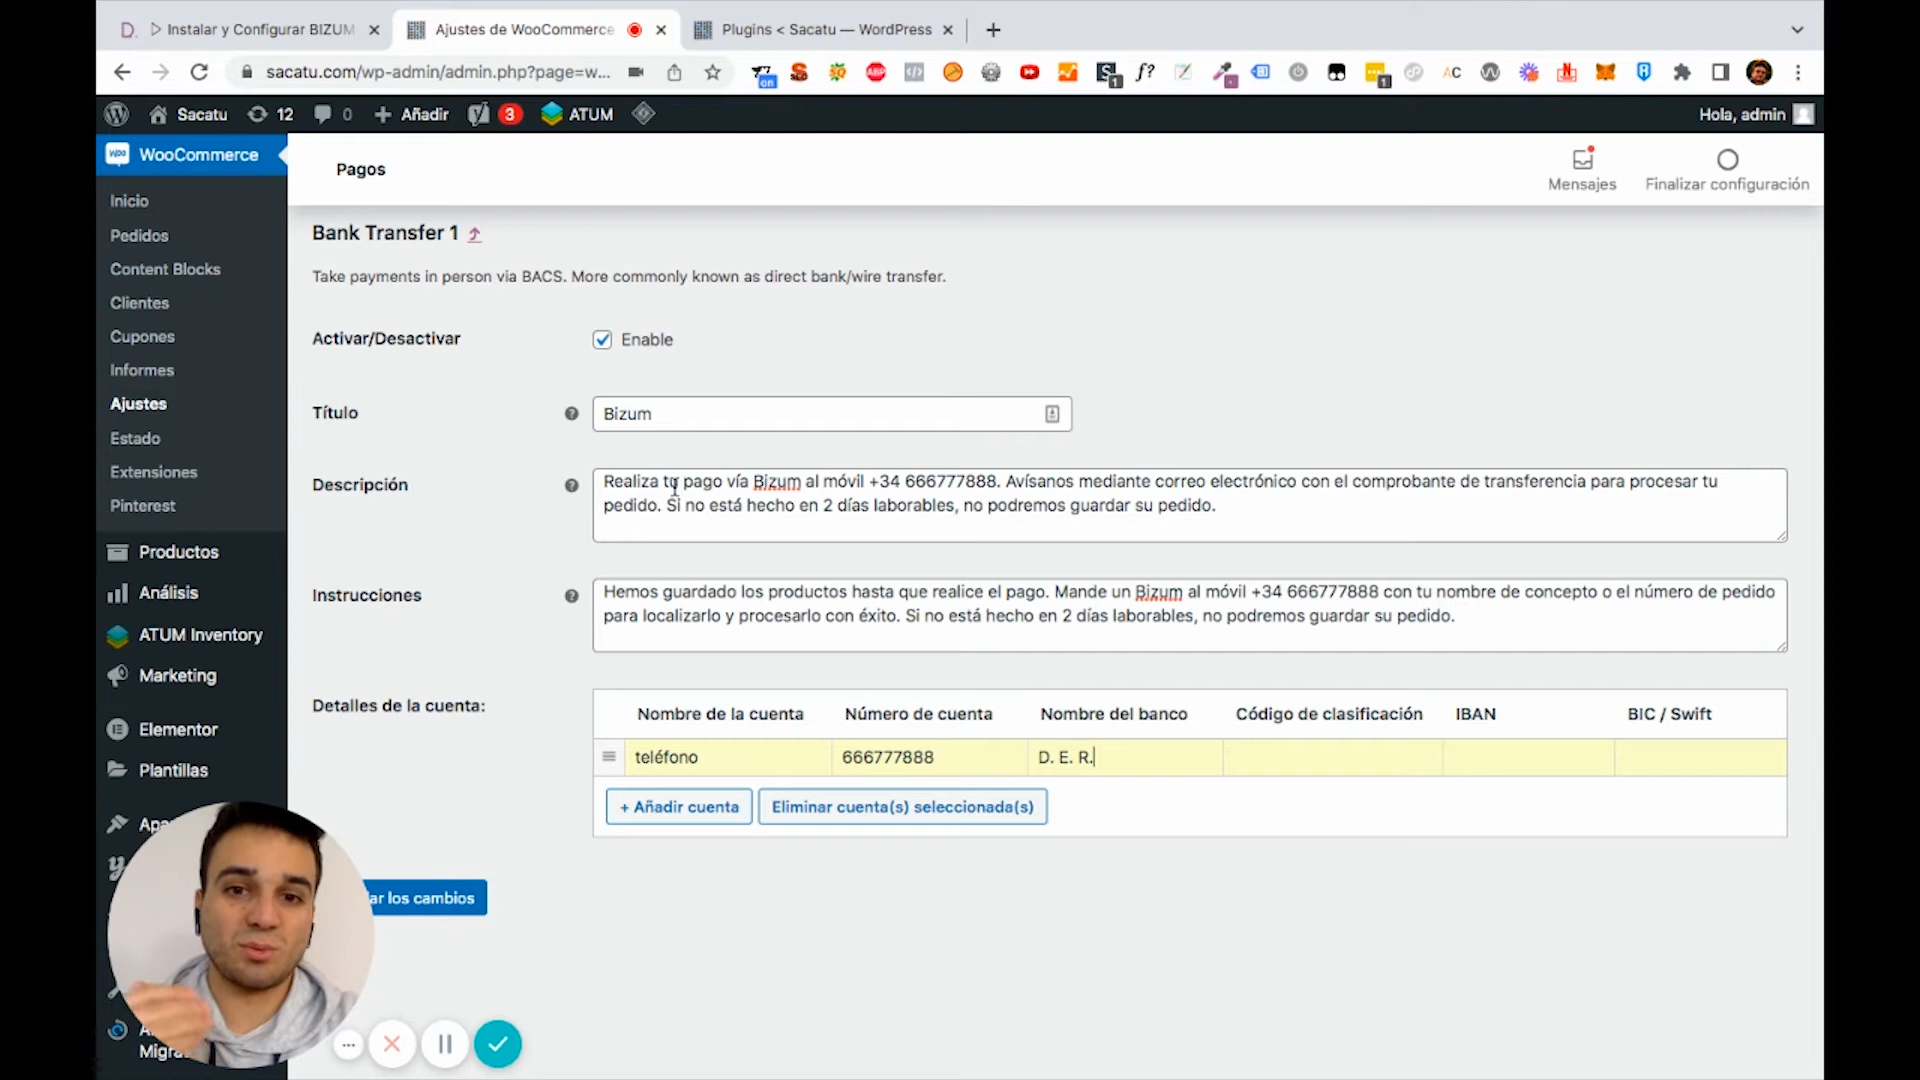 D. ▷ Instalar y Configurar BIZUM
Ajustes de WooCommerce
Plugins < Sacatu — WordPress
sacatu.com/wp-admin/admin.php?page=w...
on
ABP
1
f?
AC
1
Sacatu
12
0
Añadir
3
ATUM
Hola, admin
WooCommerce
Inicio
Pedidos
Content Blocks
Clientes
Cupones
Informes
Ajustes
Estado
Extensiones
Pinterest
Productos
Análisis
ATUM Inventory
Marketing
Elementor
Plantillas
Pagos
Mensajes
Finalizar configuración
Bank Transfer 1
Take payments in person via BACS. More commonly known as direct bank/wire transfer.
Activar/Desactivar
Enable
Título
Bizum
Descripción
Realiza tu pago vía Bizum al móvil +34 666777888. Avísanos mediante correo electrónico con el comprobante de transferencia para procesar tu
pedido. Si no está hecho en 2 días laborables, no podremos guardar su pedido.
Instrucciones
Hemos guardado los productos hasta que realice el pago. Mande un Bizum al móvil +34 666777888 con tu nombre de concepto o el número de pedido
para localizarlo y procesarlo con éxito. Si no está hecho en 2 días laborables, no podremos guardar su pedido.
Detalles de la cuenta:
Nombre de la cuenta
Número de cuenta
Nombre del banco
Código de clasificación
IBAN
BIC / Swift
teléfono
666777888
D. E. R.
+ Añadir cuenta
Eliminar cuenta(s) seleccionada(s)
ar los cambios